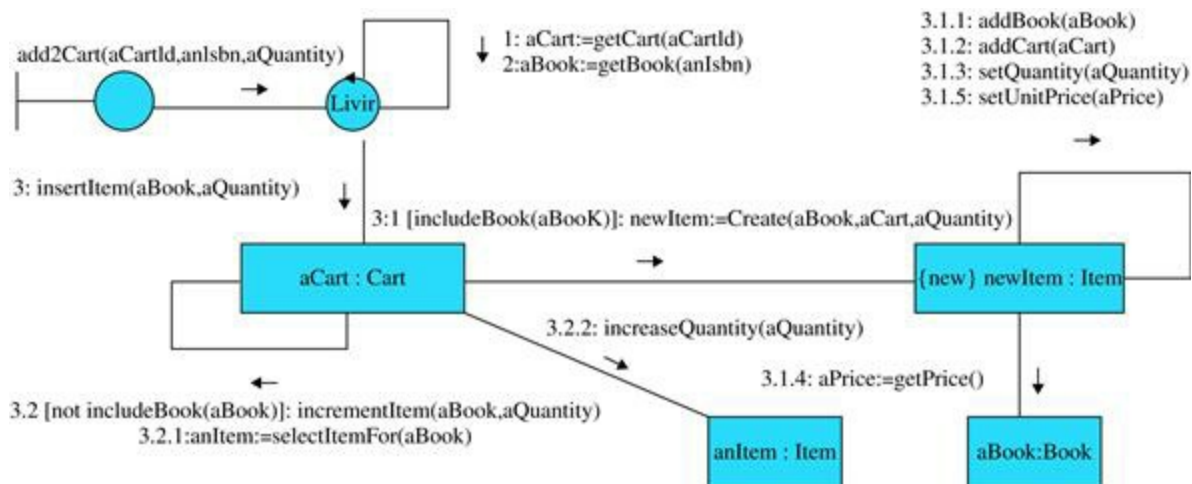 add2Cart(aCartId,anIsbn,aQuantity)
Livir
1: aCart:=getCart(aCartId)
2:aBook:=getBook(anIsbn)
3.1.1: addBook(aBook)
3.1.2: addCart(aCart)
3.1.3: setQuantity(aQuantity)
3.1.5: setUnitPrice(aPrice)
3: insertItem(aBook,aQuantity)
3:1 [includeBook(aBooK)]: newItem:=Create(aBook,aCart,aQuantity)
aCart : Cart
{new} newItem : Item
3.2.2: increaseQuantity(aQuantity)
3.1.4: aPrice:=getPrice()
3.2 [not includeBook(aBook)]: incrementItem(aBook,aQuantity)
3.2.1:anItem:=selectItemFor(aBook)
anItem : Item
aBook:Book